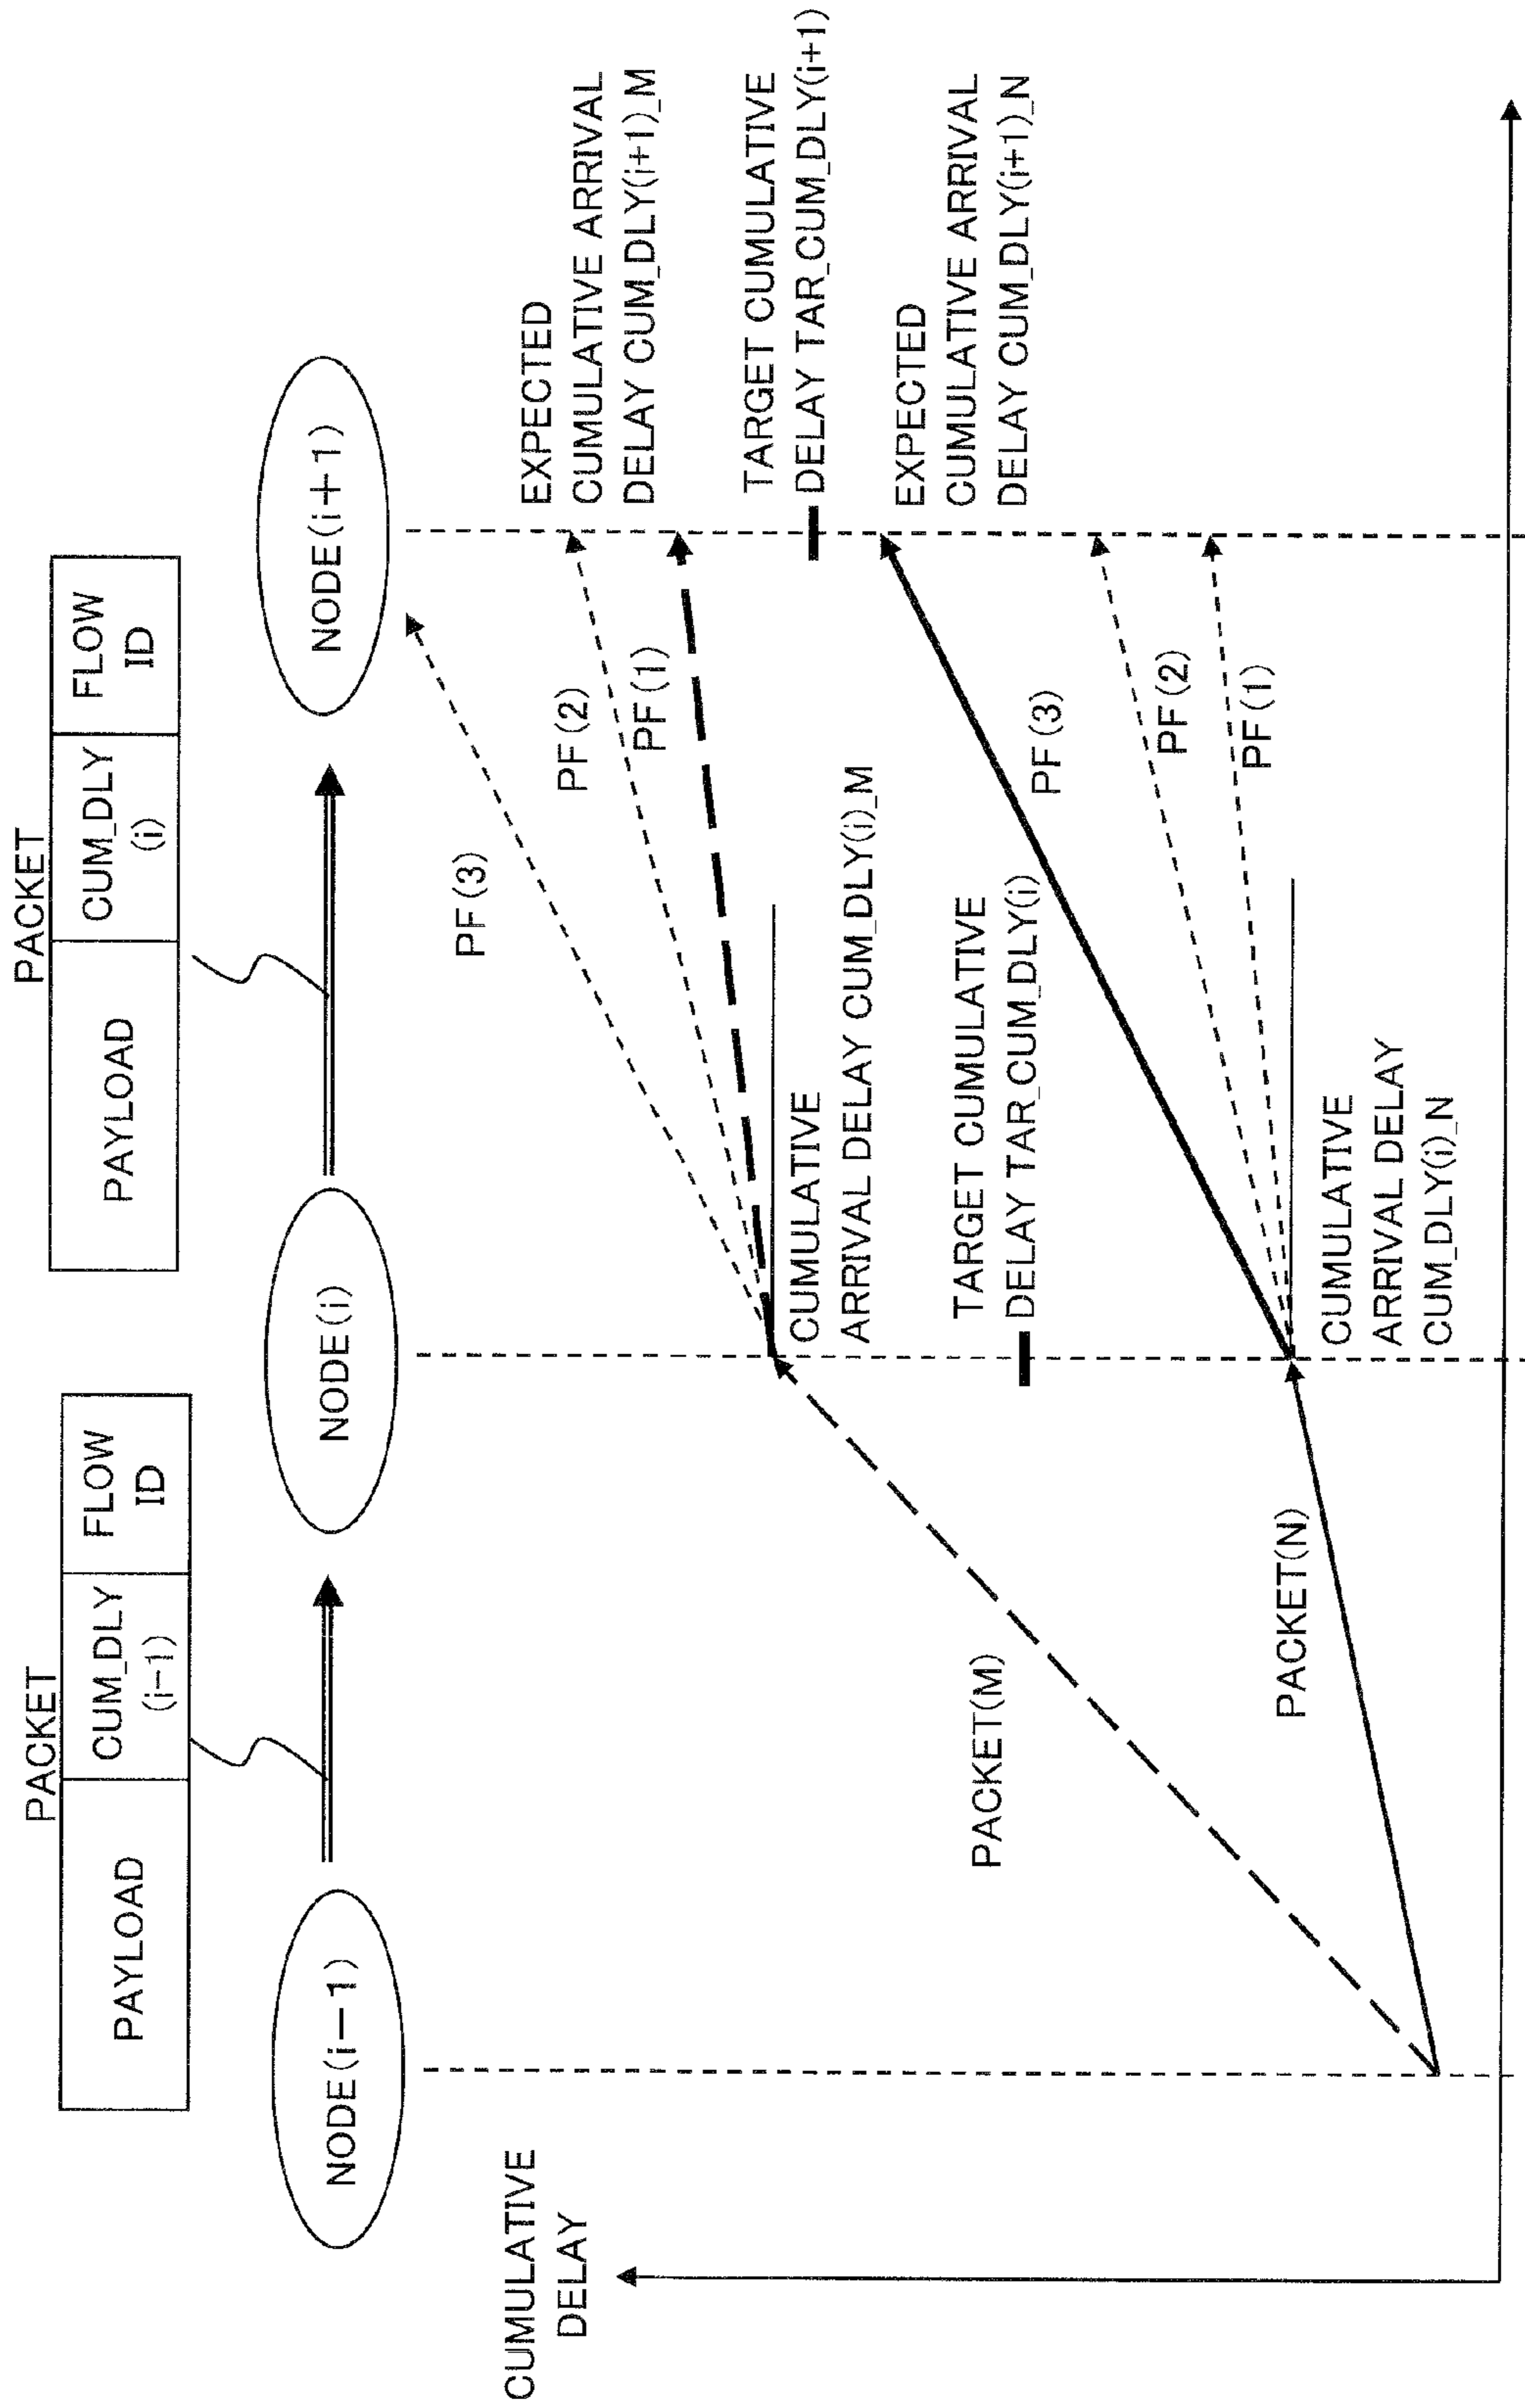 PACKET
PAYLOAD
CUM_DLY
(i−1)
FLOW
ID
PACKET
PAYLOAD
CUM_DLY
(i)
FLOW
ID
NODE(i−1)
NODE(i)
NODE(i+1)
CUMULATIVE
DELAY
PF(3)
PF(2)
PF(1)
EXPECTED
CUMULATIVE ARRIVAL
DELAY CUM_DLY(i+1)_M
TARGET CUMULATIVE
DELAY TAR_CUM_DLY(i+1)
CUMULATIVE
ARRIVAL DELAY CUM_DLY(i)_M
EXPECTED
CUMULATIVE ARRIVAL
DELAY CUM_DLY(i+1)_N
PACKET(M)
TARGET CUMULATIVE
DELAY TAR_CUM_DLY(i)
PF(3)
PF(2)
PF(1)
PACKET(N)
CUMULATIVE
ARRIVAL DELAY
CUM_DLY(i)_N